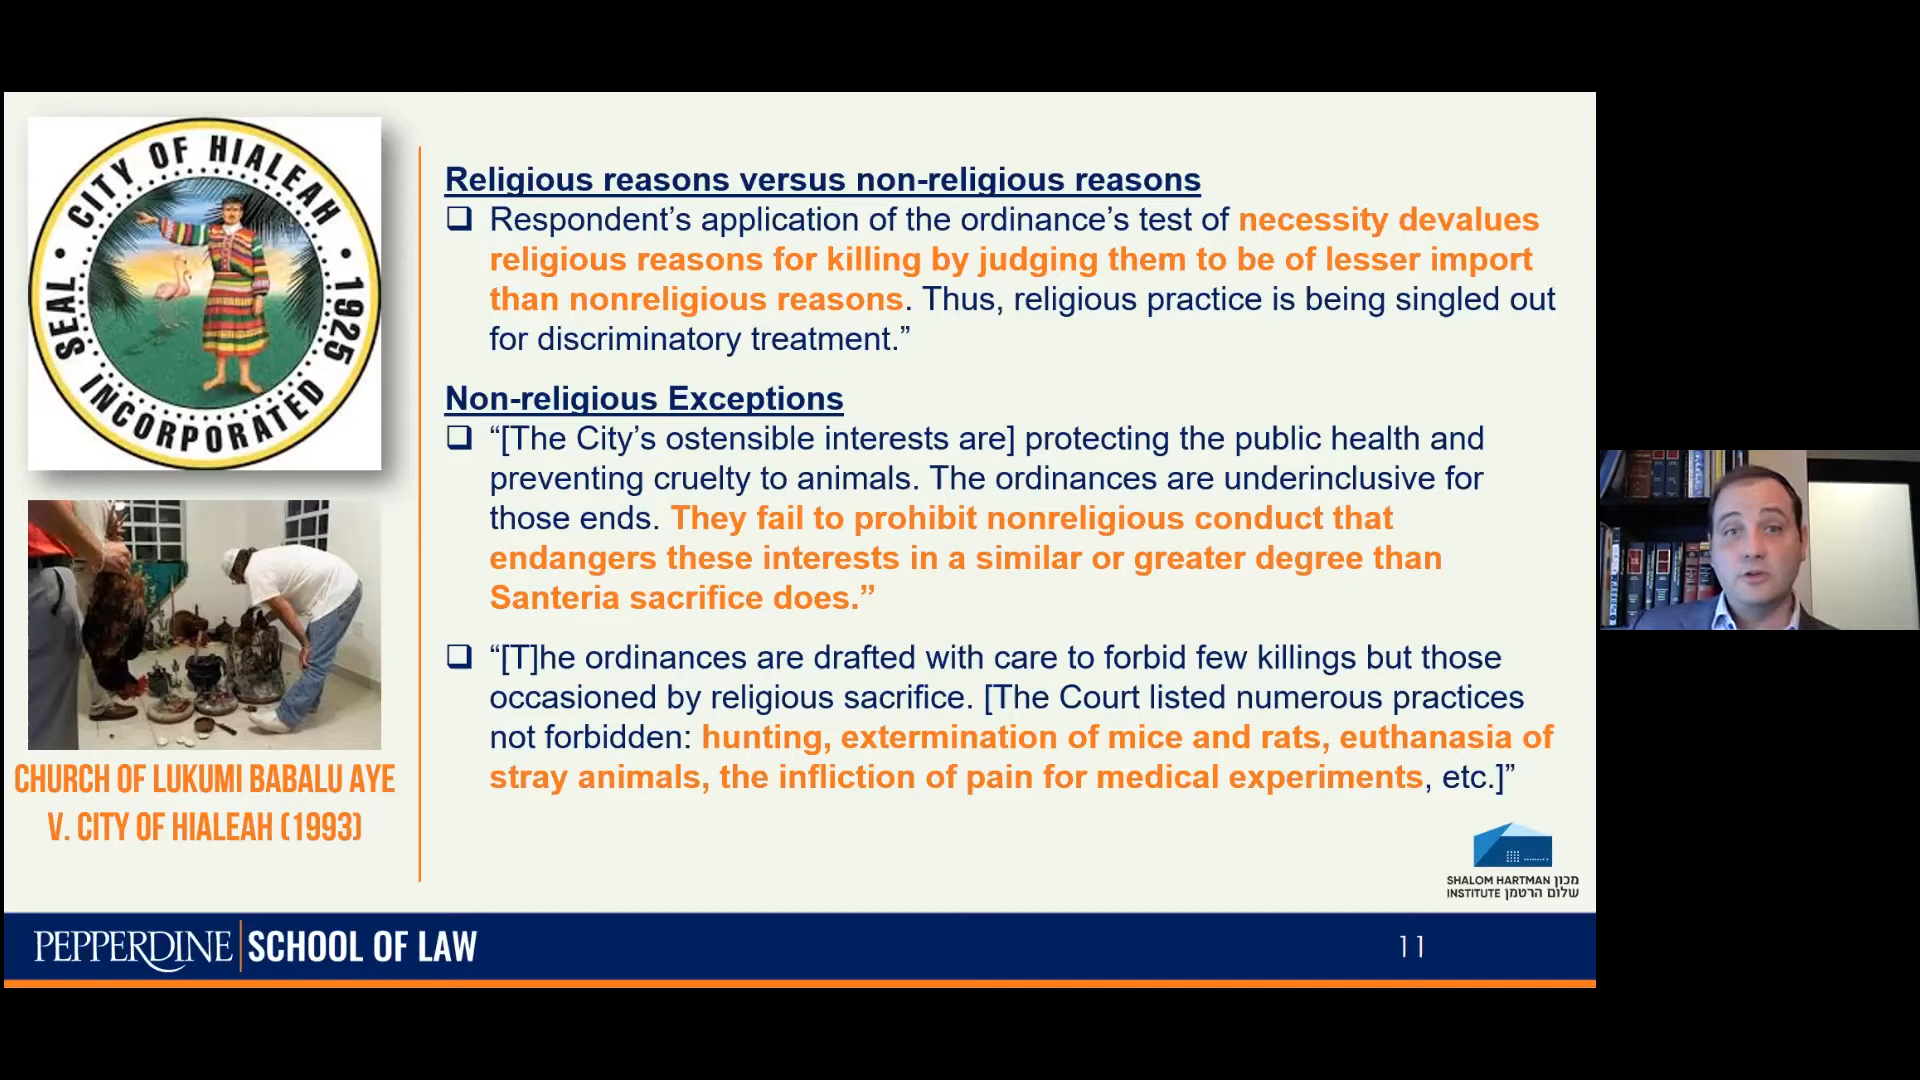 CITY OF HIALEAH
SEAL • INCORPORATED • 1925
CHURCH OF LUKUMI BABALU AYE
V. CITY OF HIALEAH (1993)
Religious reasons versus non-religious reasons
❑ Respondent’s application of the ordinance’s test of necessity devalues
religious reasons for killing by judging them to be of lesser import
than nonreligious reasons. Thus, religious practice is being singled out
for discriminatory treatment.”
Non-religious Exceptions
❑ “[The City’s ostensible interests are] protecting the public health and
preventing cruelty to animals. The ordinances are underinclusive for
those ends. They fail to prohibit nonreligious conduct that
endangers these interests in a similar or greater degree than
Santeria sacrifice does.”
❑ “[T]he ordinances are drafted with care to forbid few killings but those
occasioned by religious sacrifice. [The Court listed numerous practices
not forbidden: hunting, extermination of mice and rats, euthanasia of
stray animals, the infliction of pain for medical experiments, etc.]”
SHALOM HARTMAN מכון
INSTITUTE שלום הרטמן
PEPPERDINE | SCHOOL OF LAW
11